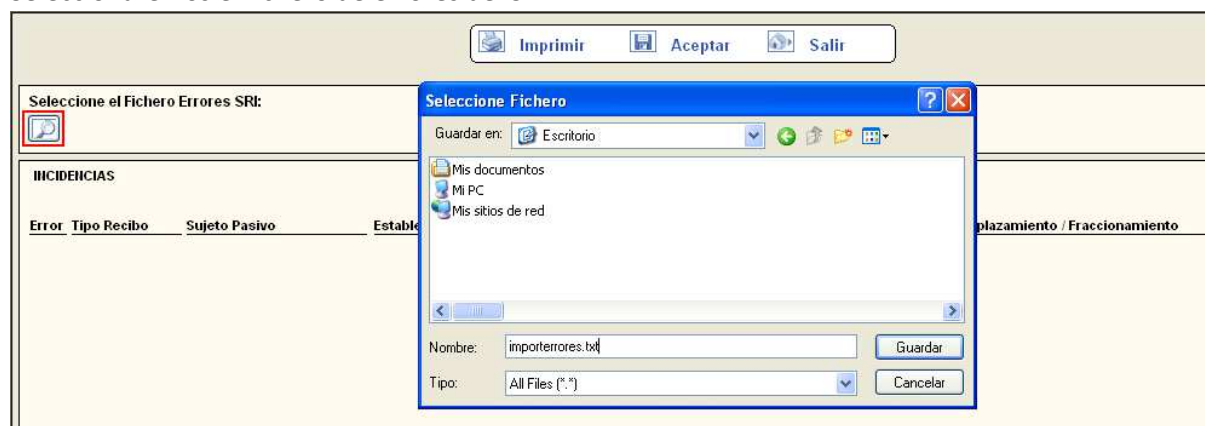 Imprimir Aceptar Salir
Seleccione el Fichero Errores SRI:
Seleccione Fichero
Guardar en: Escritorio
Mis documentos
Mi PC
Mis sitios de red
INCIDENCIAS
Error Tipo Recibo Sujeto Pasivo Estable plazamiento / Fraccionamiento
Nombre: importerrores.txt Guardar
Tipo: All Files (*.*) Cancelar